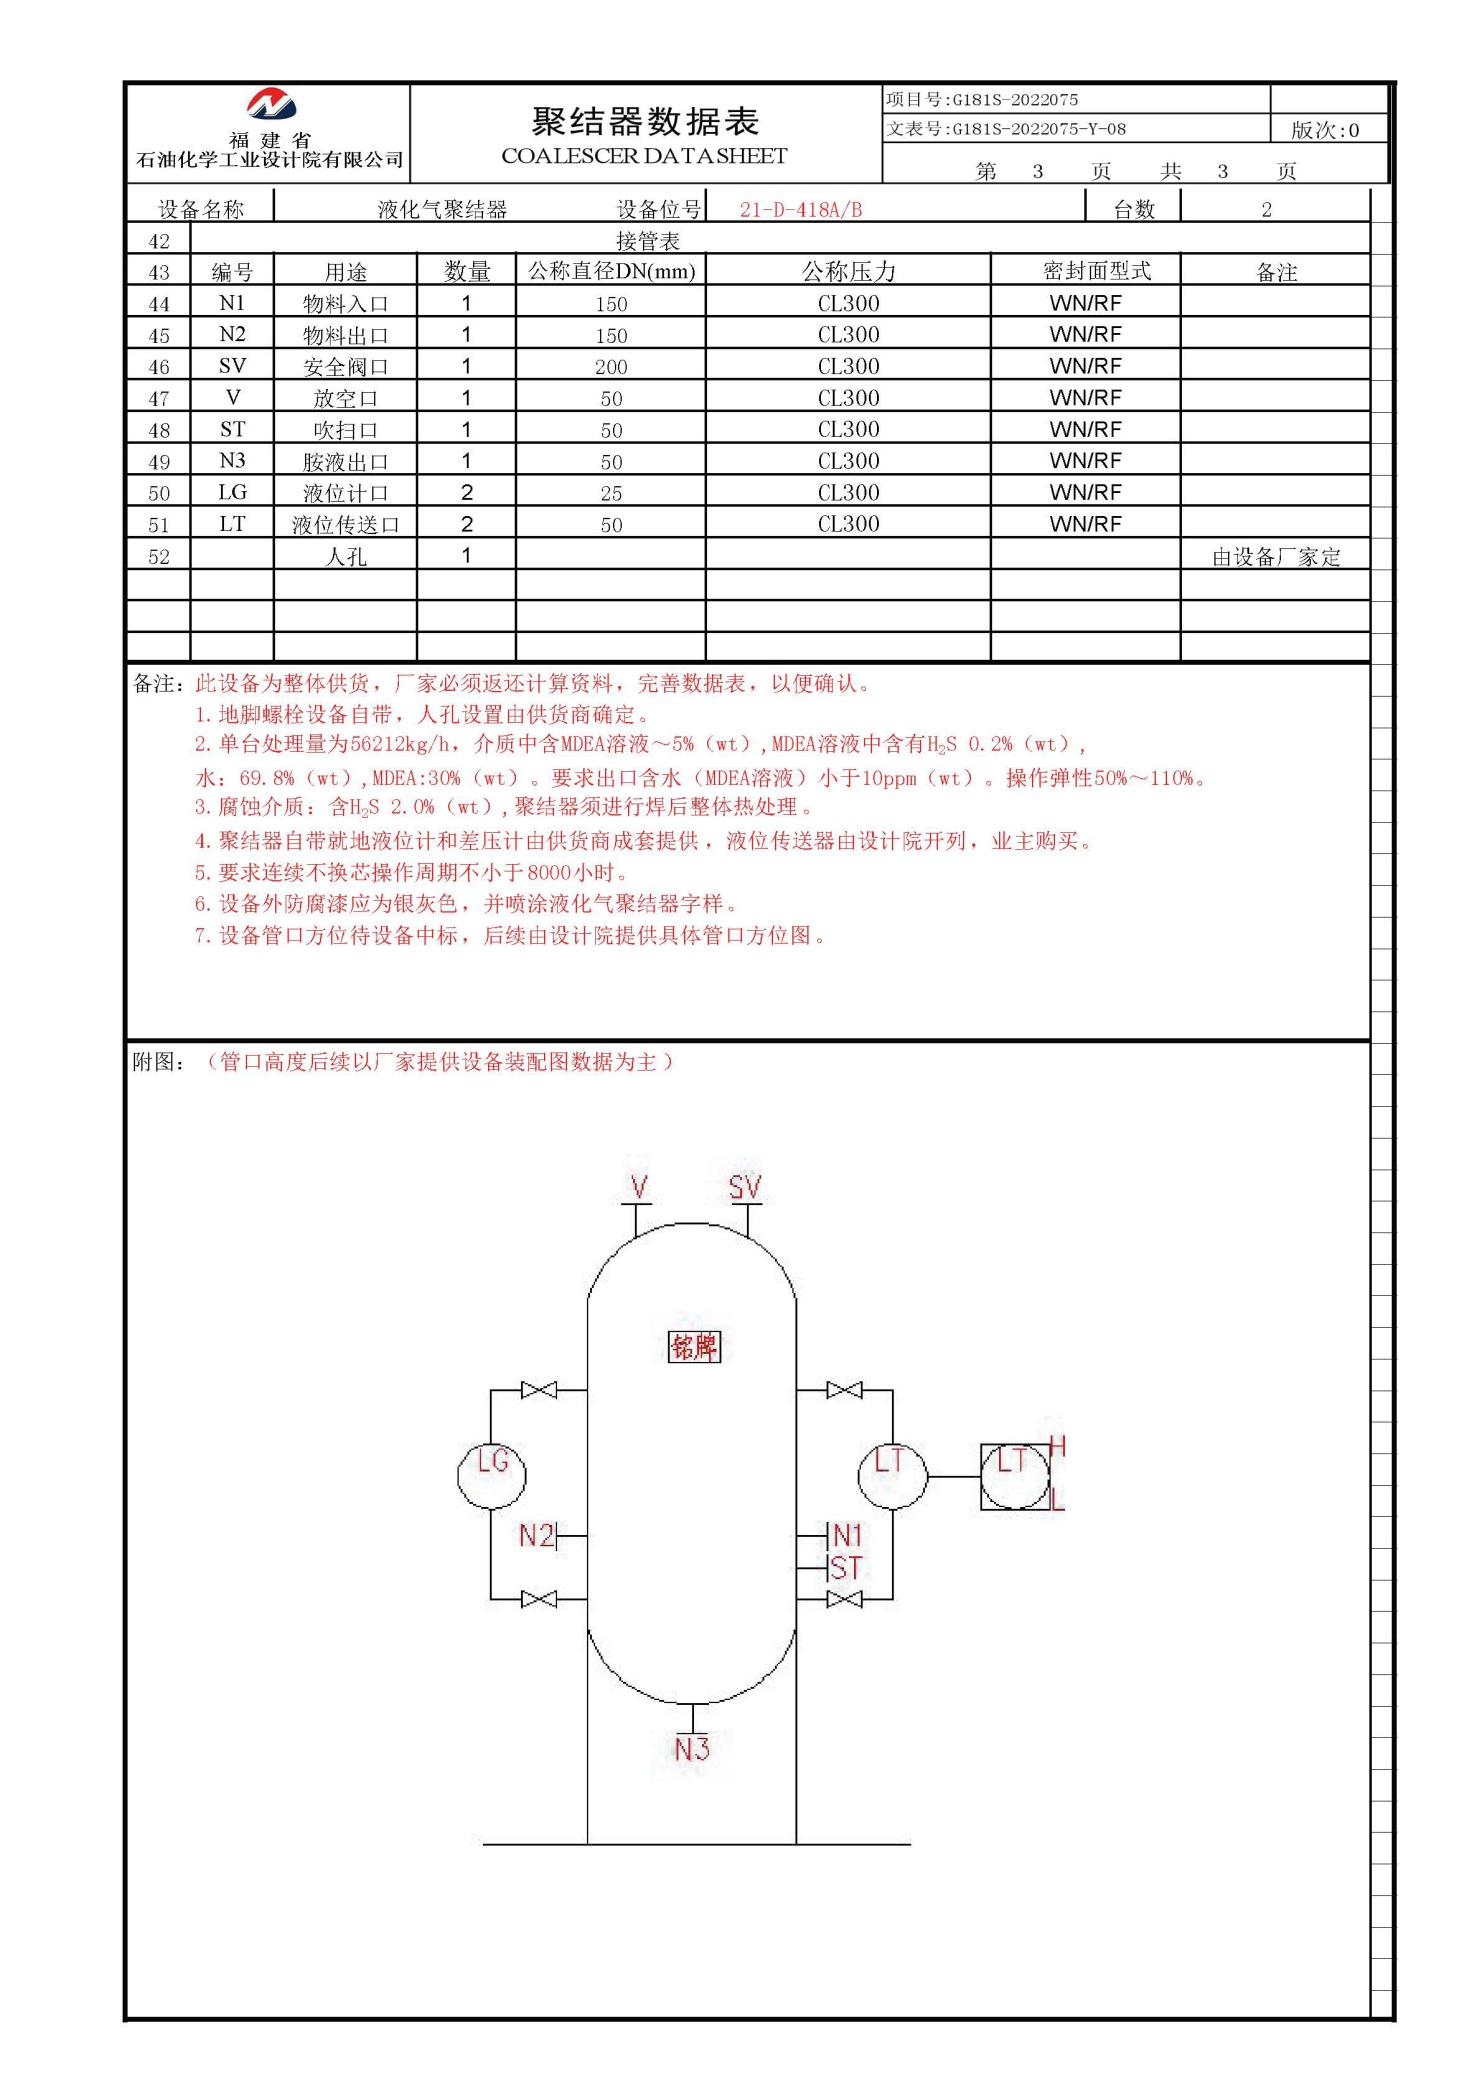 福 建 省
石油化学工业设计院有限公司
聚结器数据表
COALESCER DATASHEET
项目号:G181S-2022075
文表号:G181S-2022075-Y-08 版次:0
第 3 页 共 3 页
设备名称 液化气聚结器 设备位号 21-D-418A/B 台数 2
42 接管表
43 编号 用途 数量 公称直径DN(mm) 公称压力 密封面型式 备注
44 N1 物料入口 1 150 CL300 WN/RF
45 N2 物料出口 1 150 CL300 WN/RF
46 SV 安全阀口 1 200 CL300 WN/RF
47 V 放空口 1 50 CL300 WN/RF
48 ST 吹扫口 1 50 CL300 WN/RF
49 N3 胺液出口 1 50 CL300 WN/RF
50 LG 液位计口 2 25 CL300 WN/RF
51 LT 液位传送口 2 50 CL300 WN/RF
52 人孔 1 由设备厂家定
备注: 此设备为整体供货，厂家必须返还计算资料，完善数据表，以便确认。
1.地脚螺栓设备自带，人孔设置由供货商确定。
2.单台处理量为56212kg/h，介质中含MDEA溶液～5%（wt）,MDEA溶液中含有H₂S 0.2%（wt），
水：69.8%（wt）,MDEA:30%（wt）。要求出口含水（MDEA溶液）小于10ppm（wt）。操作弹性50%～110%。
3.腐蚀介质：含H₂S 2.0%（wt）,聚结器须进行焊后整体热处理。
4.聚结器自带就地液位计和差压计由供货商成套提供，液位传送器由设计院开列，业主购买。
5.要求连续不换芯操作周期不小于8000小时。
6.设备外防腐漆应为银灰色，并喷涂液化气聚结器字样。
7.设备管口方位待设备中标，后续由设计院提供具体管口方位图。
附图: （管口高度后续以厂家提供设备装配图数据为主）
V SV
铭牌
LG LT LT H
L
N2 N1
ST
N3